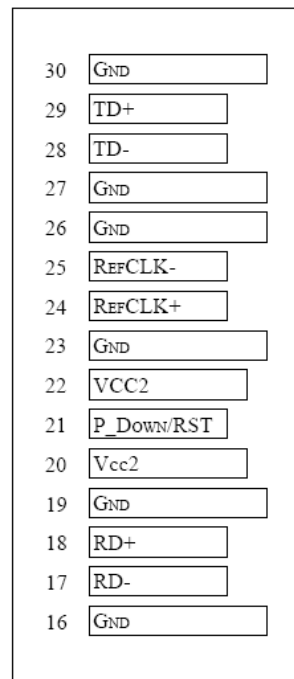 30 GND
29 TD+
28 TD-
27 GND
26 GND
25 REFCLK-
24 REFCLK+
23 GND
22 VCC2
21 P_DOWN/RST
20 Vcc2
19 GND
18 RD+
17 RD-
16 GND